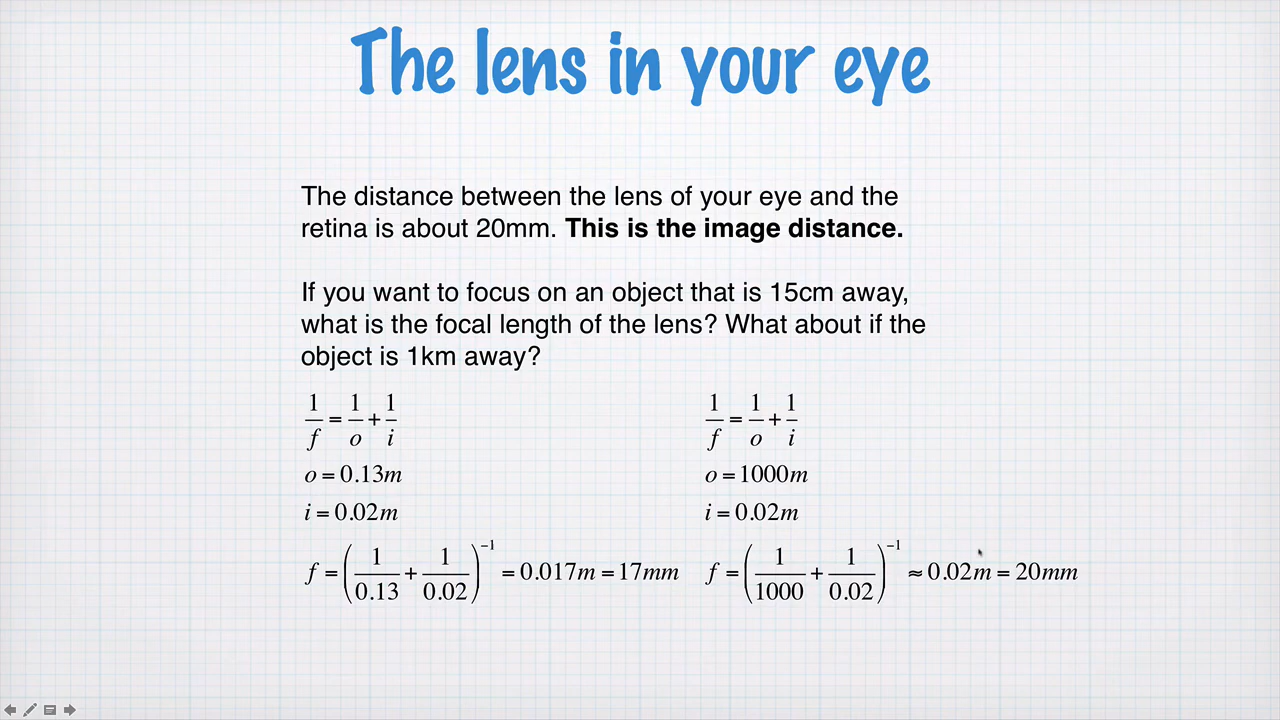 The lens in your eye
The distance between the lens of your eye and the
retina is about 20mm. This is the image distance.
If you want to focus on an object that is 15cm away,
what is the focal length of the lens? What about if the
object is 1km away?
1/f = 1/o + 1/i
o = 0.13m
i = 0.02m
f = (1/0.13 + 1/0.02)^−1 = 0.017m = 17mm
1/f = 1/o + 1/i
o = 1000m
i = 0.02m
f = (1/1000 + 1/0.02)^−1 ≈ 0.02m = 20mm